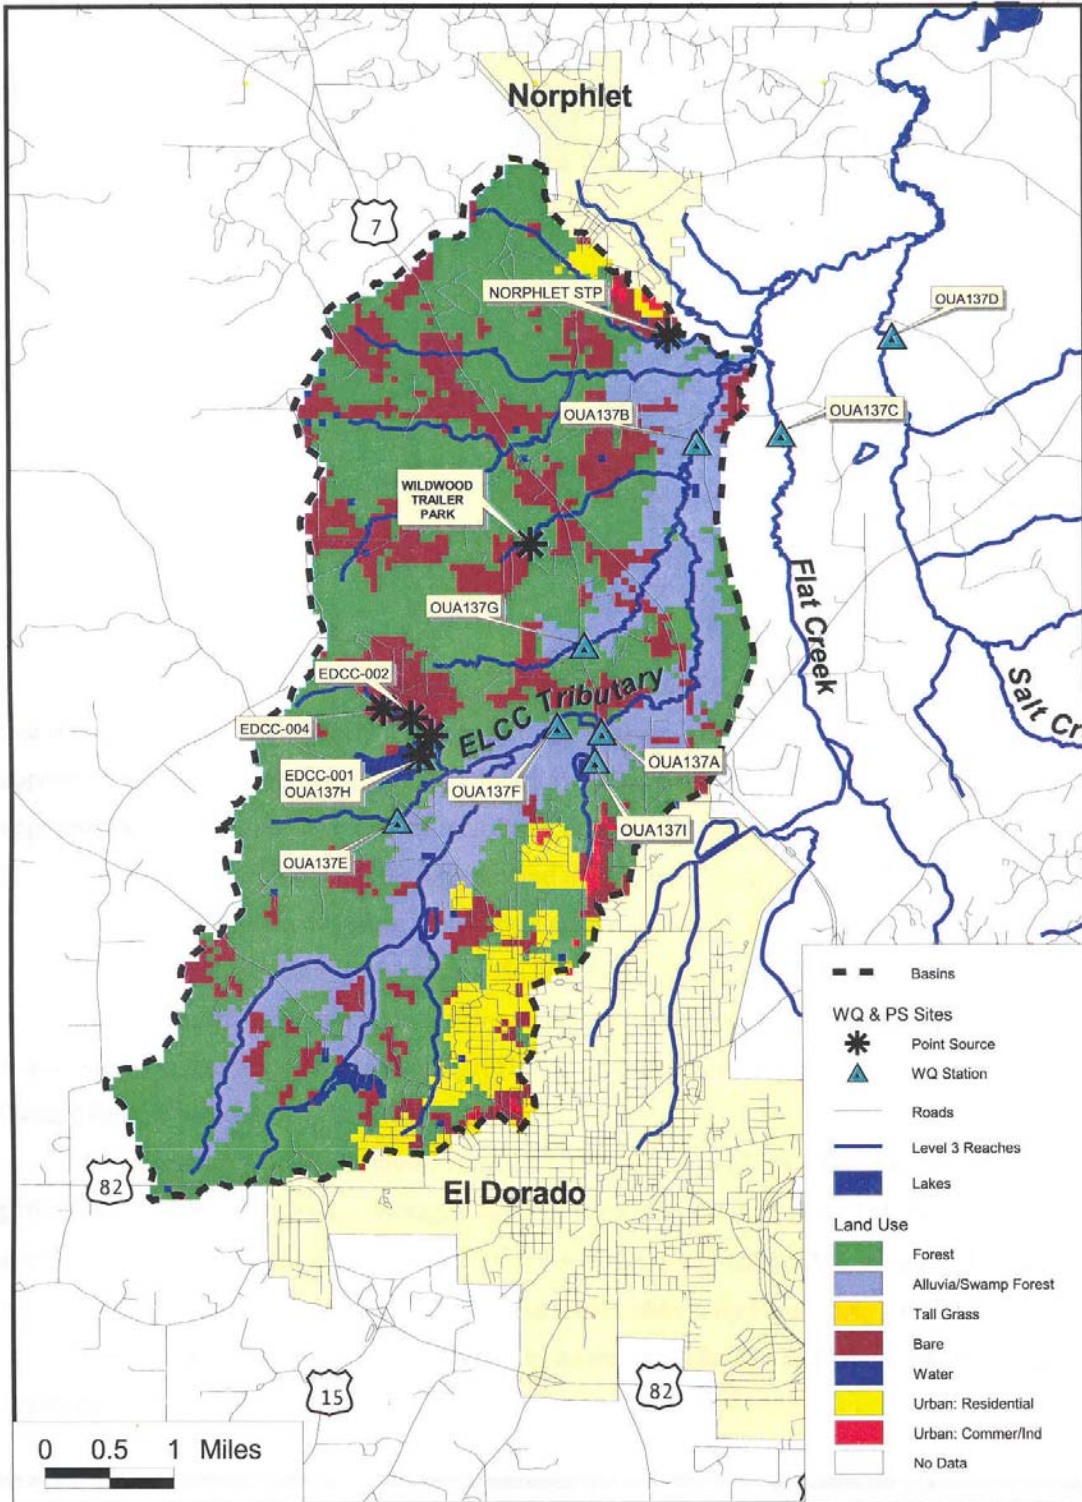 Norphlet
7
NORPHLET STP
OUA137D
OUA137B
OUA137C
WILDWOOD
TRAILER
PARK
Flat Creek
OUA137G
EDCC-002
ELCC Tributary
Salt Cr
EDCC-004
EDCC-001
OUA137H
OUA137F
OUA137A
OUA137I
OUA137E
82
El Dorado
15
82
0 0.5 1 Miles
Basins
WQ & PS Sites
Point Source
WQ Station
Roads
Level 3 Reaches
Lakes
Land Use
Forest
Alluvia/Swamp Forest
Tall Grass
Bare
Water
Urban: Residential
Urban: Commer/Ind
No Data